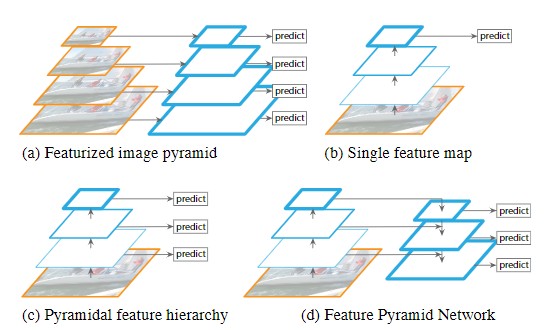 predict
predict
predict
predict
(a) Featurized image pyramid
predict
(b) Single feature map
predict
predict
predict
(c) Pyramidal feature hierarchy
predict
predict
predict
(d) Feature Pyramid Network